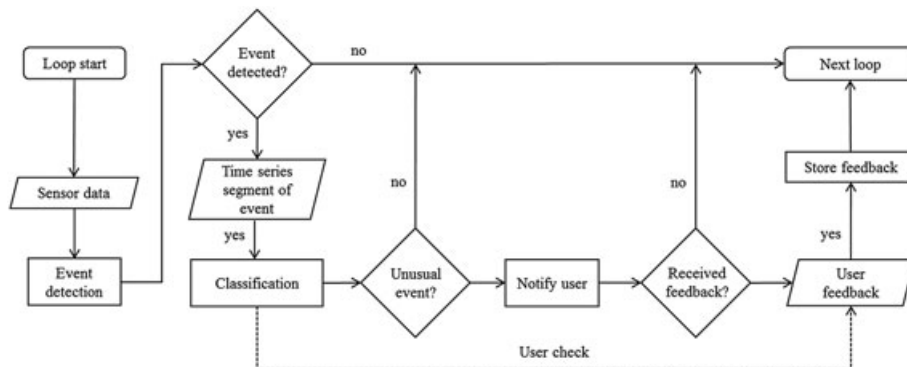 Loop start
Sensor data
Event
detection
Event
detected?
no
yes
Time series
segment of
event
yes
Classification
Unusual
event?
no
Notify user
Received
feedback?
no
User
feedback
yes
Store feedback
Next loop
User check